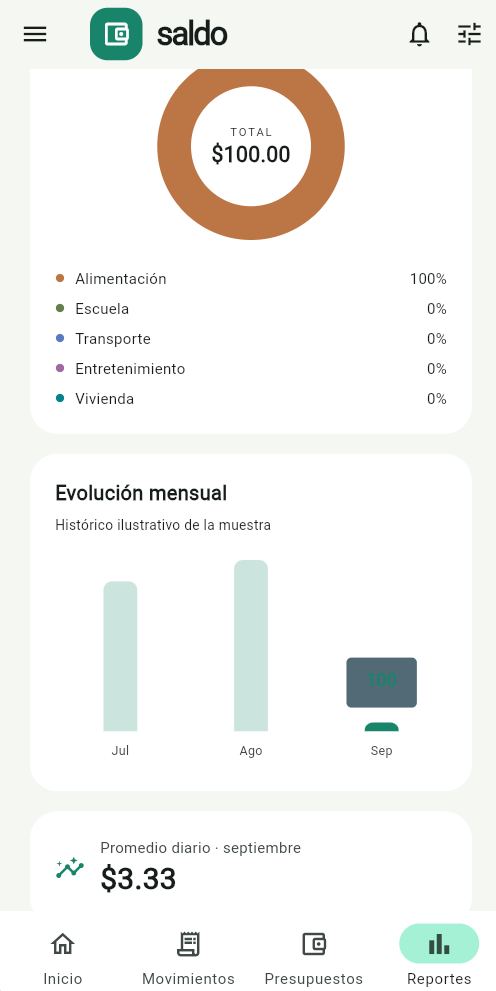 saldo
TOTAL
$100.00
Alimentación 100%
Escuela 0%
Transporte 0%
Entretenimiento 0%
Vivienda 0%
Evolución mensual
Histórico ilustrativo de la muestra
100
Jul Ago Sep
Promedio diario · septiembre
$3.33
Inicio Movimientos Presupuestos Reportes